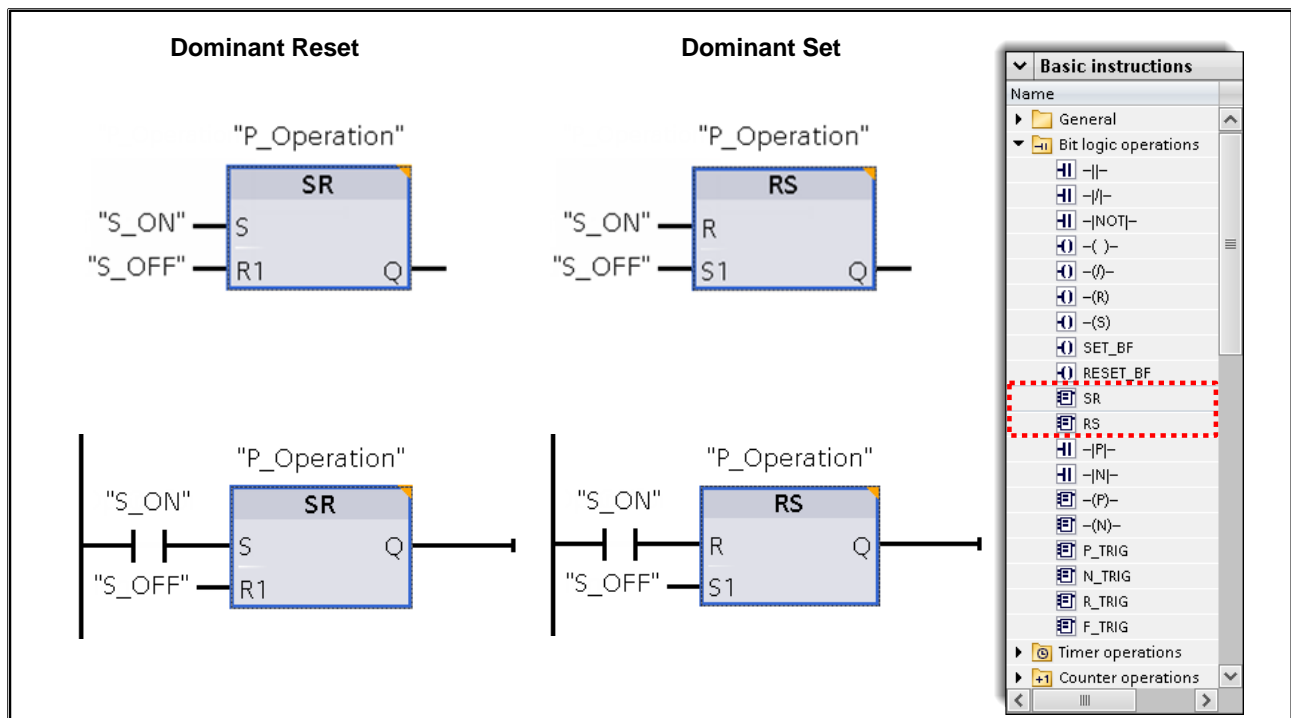 Dominant Reset
Dominant Set
"P_Operation"
SR
"S_ON"
S
"S_OFF"
R1
Q
"P_Operation"
RS
"S_ON"
R
"S_OFF"
S1
Q
"P_Operation"
"S_ON"
SR
S
Q
"S_OFF"
R1
"P_Operation"
"S_ON"
RS
R
Q
"S_OFF"
S1
Basic instructions
Name
General
Bit logic operations
-||-
-|/|-
-|NOT|-
-( )-
-(/)-
-(R)
-(S)
SET_BF
RESET_BF
SR
RS
-|P|-
-|N|-
-(P)-
-(N)-
P_TRIG
N_TRIG
R_TRIG
F_TRIG
Timer operations
+1 Counter operations